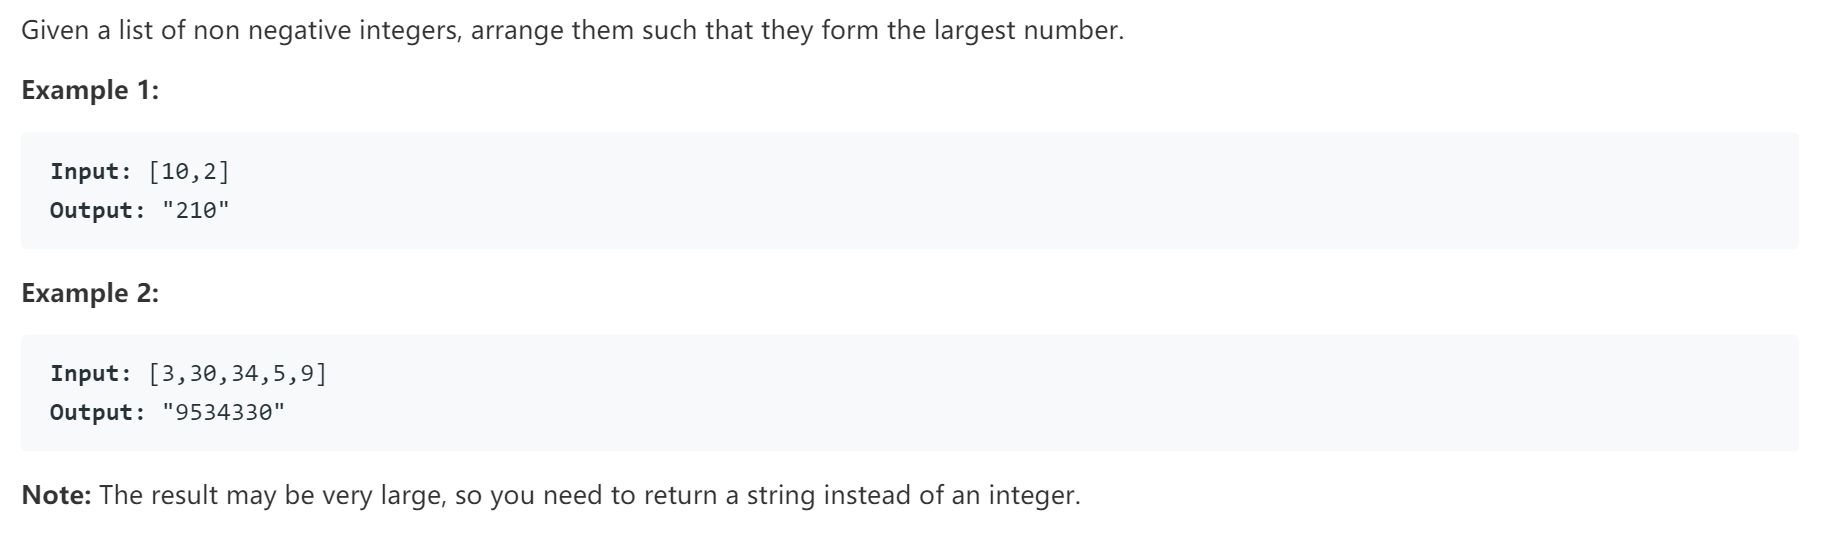 Given a list of non negative integers, arrange them such that they form the largest number.
Example 1:
Input: [10,2]
Output: "210"
Example 2:
Input: [3,30,34,5,9]
Output: "9534330"
Note: The result may be very large, so you need to return a string instead of an integer.